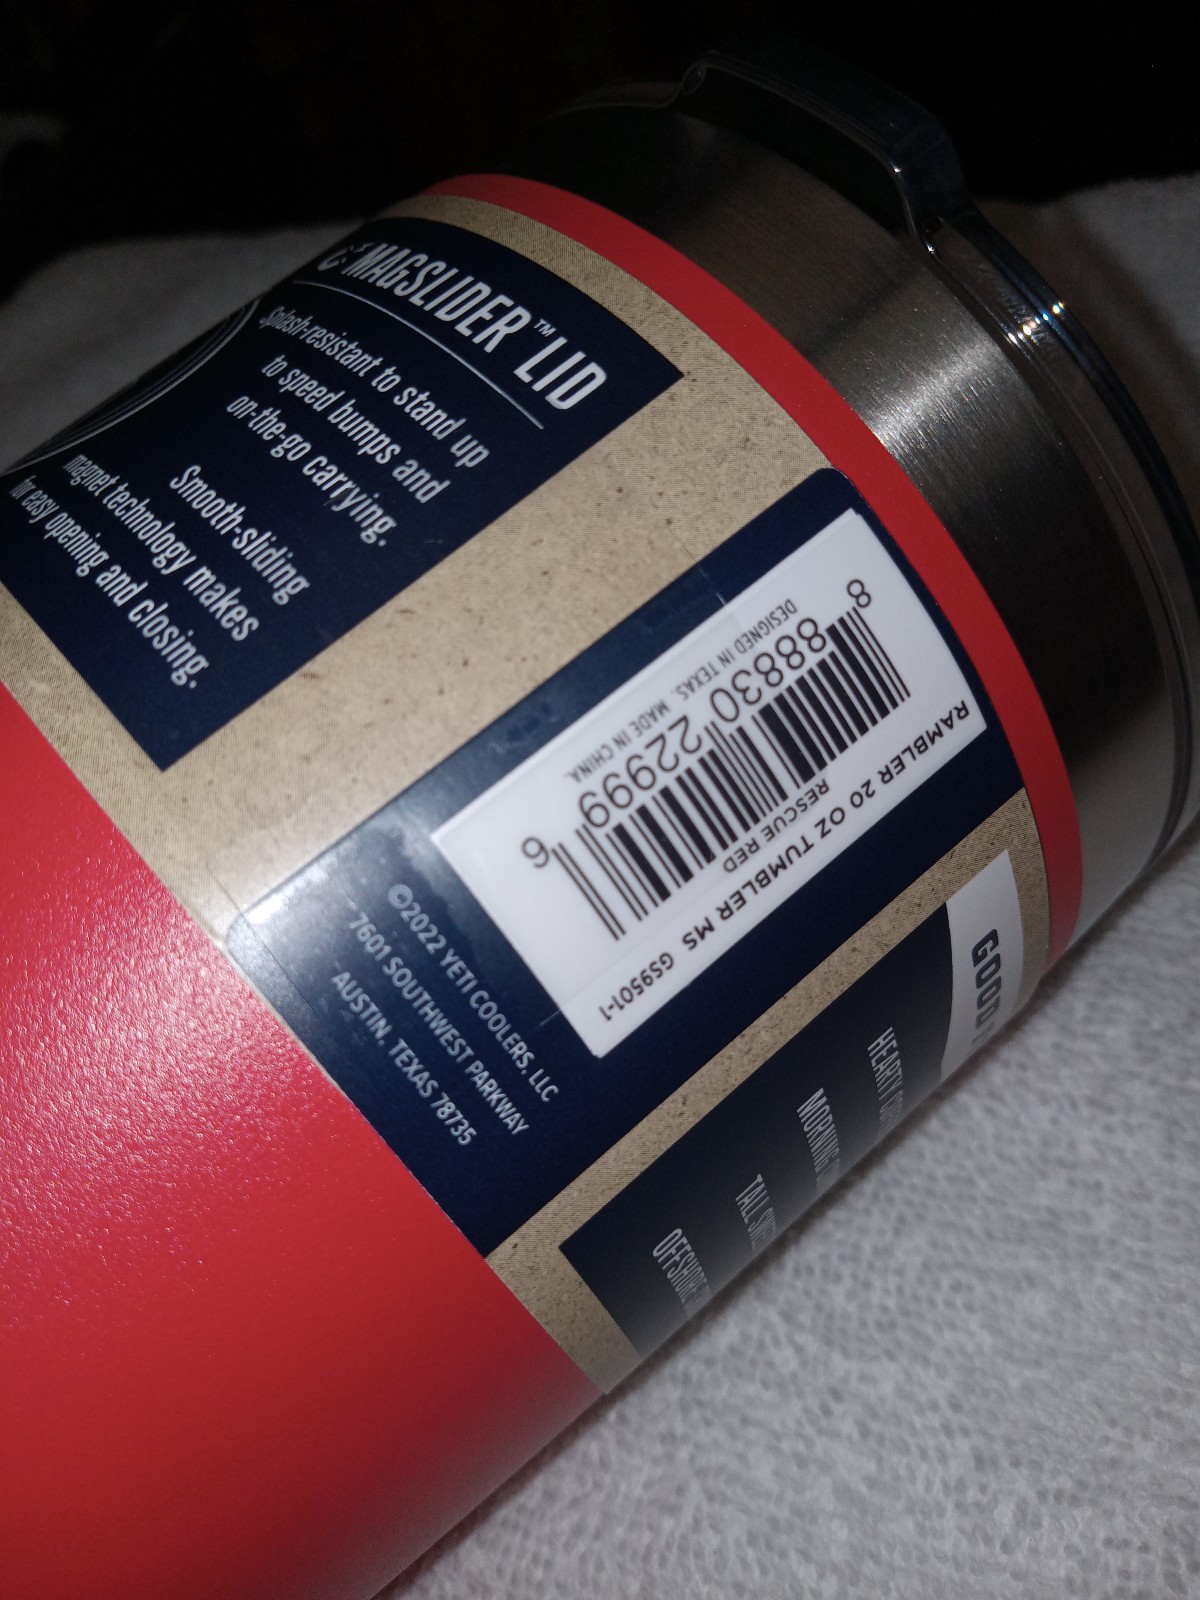 MAGSLIDER™ LID
Splash-resistant to stand up
to speed bumps and
on-the-go carrying.
Smooth-sliding
magnet technology makes
for easy opening and closing.
RAMBLER 20 OZ TUMBLER MS GS9501-1
RESCUE RED
8 88830 22999 6
DESIGNED IN TEXAS. MADE IN CHINA.
©2022 YETI COOLERS, LLC
7601 SOUTHWEST PARKWAY
AUSTIN, TEXAS 78735
GOOD
HEARTY
MORNING
TALL
OFFSHORE